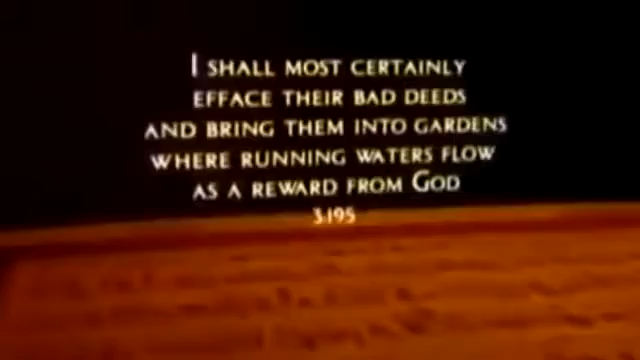 I SHALL MOST CERTAINLY
EFFACE THEIR BAD DEEDS
AND BRING THEM INTO GARDENS
WHERE RUNNING WATERS FLOW
AS A REWARD FROM GOD
3:195